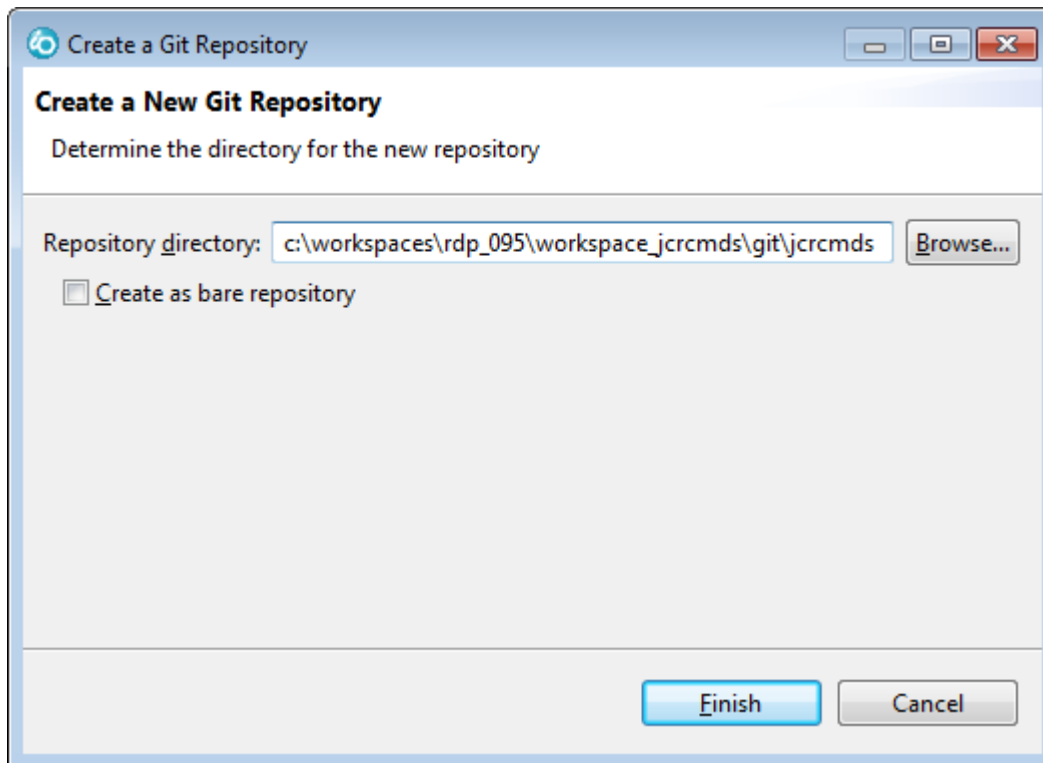 Create a Git Repository
Create a New Git Repository
Determine the directory for the new repository
Repository directory: c:\workspaces\rdp_095\workspace_jcrcmds\git\jcrcmds Browse...
Create as bare repository
Finish Cancel